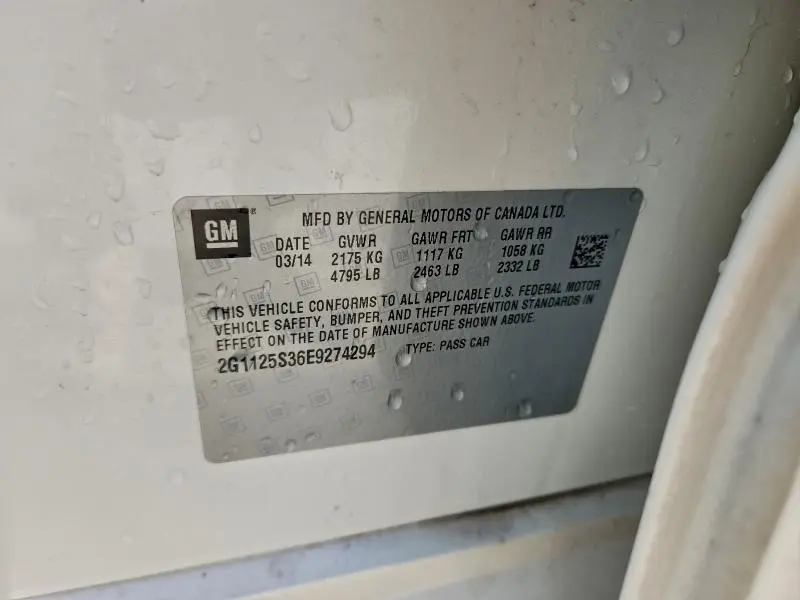 GM
MFD BY GENERAL MOTORS OF CANADA LTD.
DATE GVWR GAWR FRT GAWR RR
03/14 2175 KG 1117 KG 1058 KG
4795 LB 2463 LB 2332 LB
THIS VEHICLE CONFORMS TO ALL APPLICABLE U.S. FEDERAL MOTOR
VEHICLE SAFETY, BUMPER, AND THEFT PREVENTION STANDARDS IN
EFFECT ON THE DATE OF MANUFACTURE SHOWN ABOVE.
2G1125S36E9274294 TYPE: PASS CAR